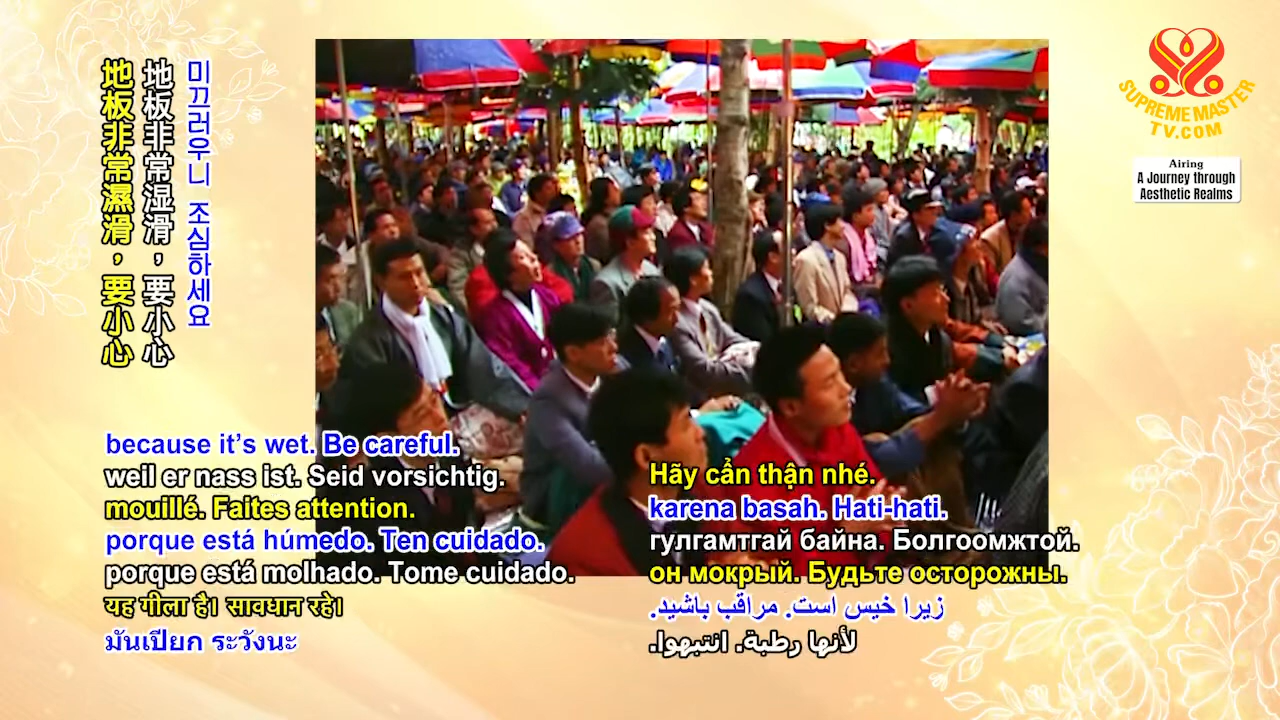 地板非常濕滑，要小心
地板非常湿滑，要小心
미끄러우니 조심하세요
SUPREME MASTER
TV.COM
Airing
A Journey through
Aesthetic Realms
because it’s wet. Be careful.
weil er nass ist. Seid vorsichtig.
mouillé. Faites attention.
porque está húmedo. Ten cuidado.
porque está molhado. Tome cuidado.
यह गीला है। सावधान रहे।
มันเปียก ระวังนะ
Hãy cẩn thận nhé.
karena basah. Hati-hati.
гулгамтгай байна. Болгоомжтой.
он мокрый. Будьте осторожны.
زیرا خیس است. مراقب باشید.
لأنها رطبة. انتبهوا.